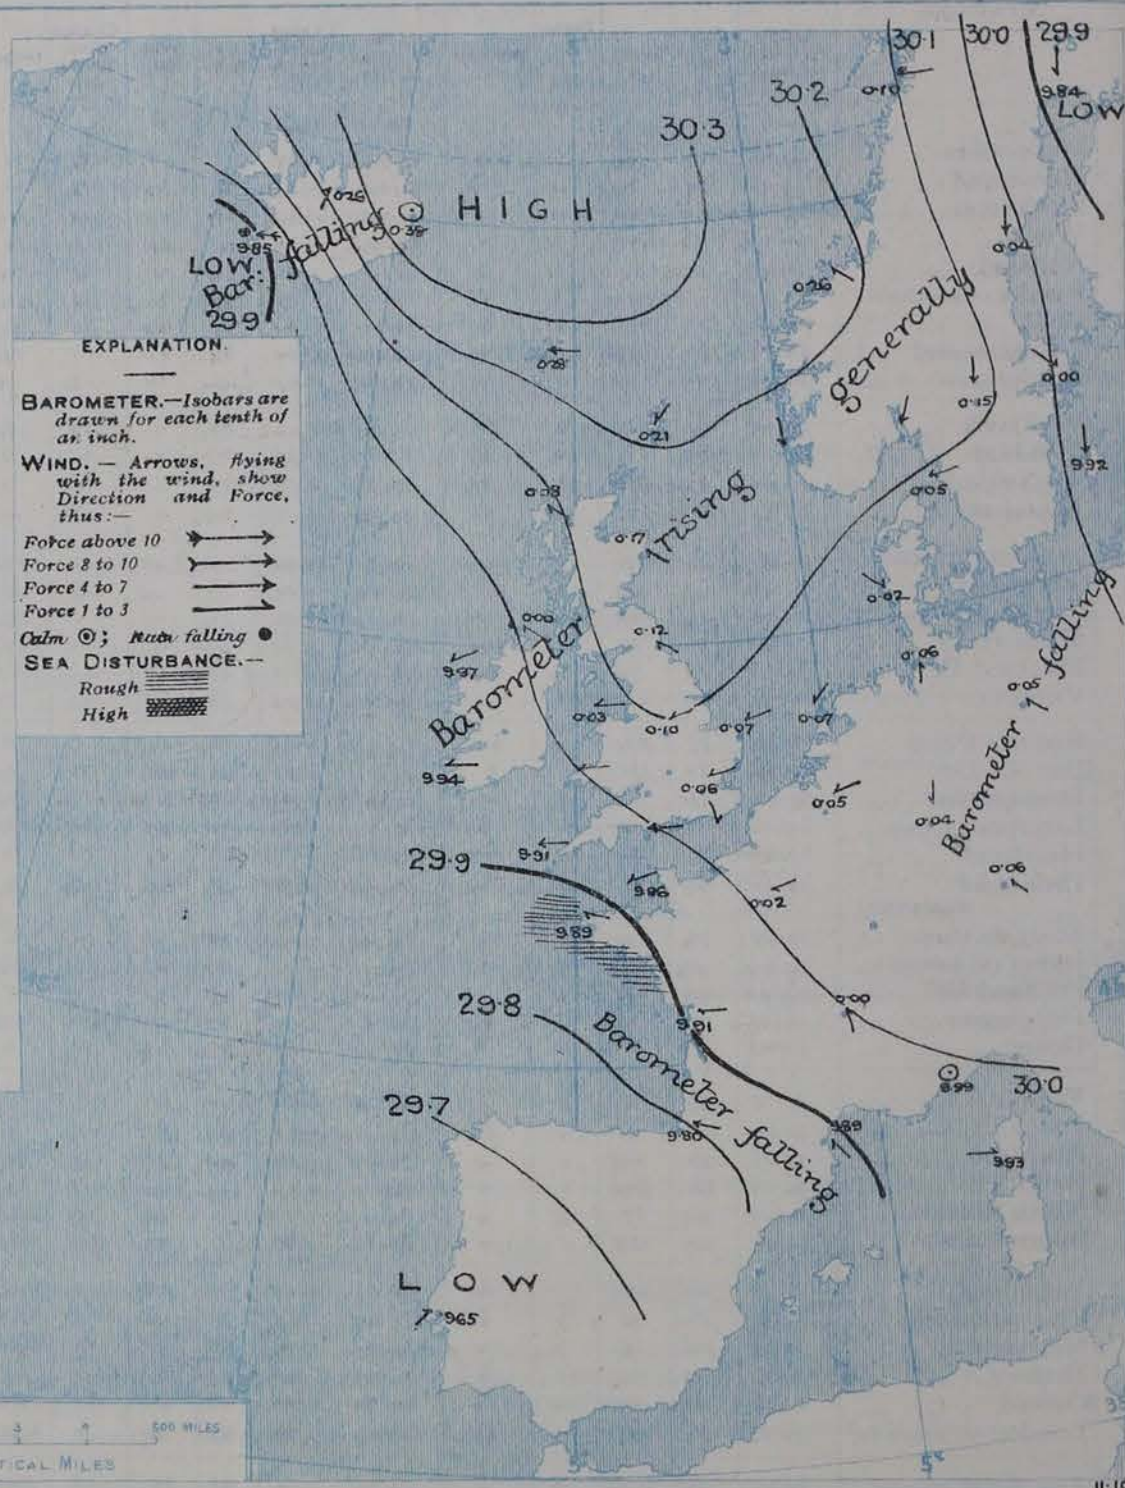 30·1 30·0 29·9
9·84
LOW
0·10
30·2
30·3
0·26
HIGH
0·38
9·85
LOW
Bar: falling
29·9
0·04
0·26
generally
EXPLANATION.
BAROMETER.—Isobars are
drawn for each tenth of
an inch.
WIND. — Arrows, flying
with the wind, show
Direction and Force,
thus:—
Force above 10
Force 8 to 10
Force 4 to 7
Force 1 to 3
Calm ⊙; Rain falling ●
SEA DISTURBANCE.—
Rough
High
0·28
0·21
0·00
0·15
9·92
0·05
0·08
0·17
rising
0·02
0·00
0·12
Barometer
9·97
0·06
0·05
falling
0·03
0·10
0·07
0·07
Barometer
9·94
0·06
0·05
0·04
9·91
29·9
9·86
0·02
0·06
9·89
29·8
9·91
0·00
Barometer falling
9·99
30·0
29·7
9·80
9·89
9·93
LOW
9·65
5°
500 MILES
TICAL MILES